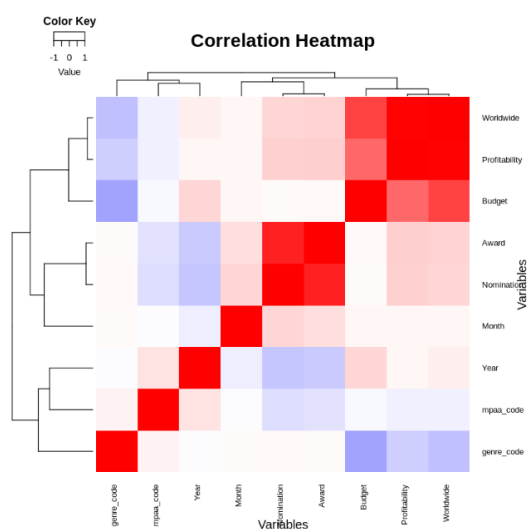 Color Key
-1 0 1
Value
Correlation Heatmap
Worldwide
Profitability
Budget
Award
Nomination
Month
Year
mpaa_code
genre_code
Variables
genre_code
mpaa_code
Year
Month
Nomination
Award
Budget
Profitability
Worldwide
Variables